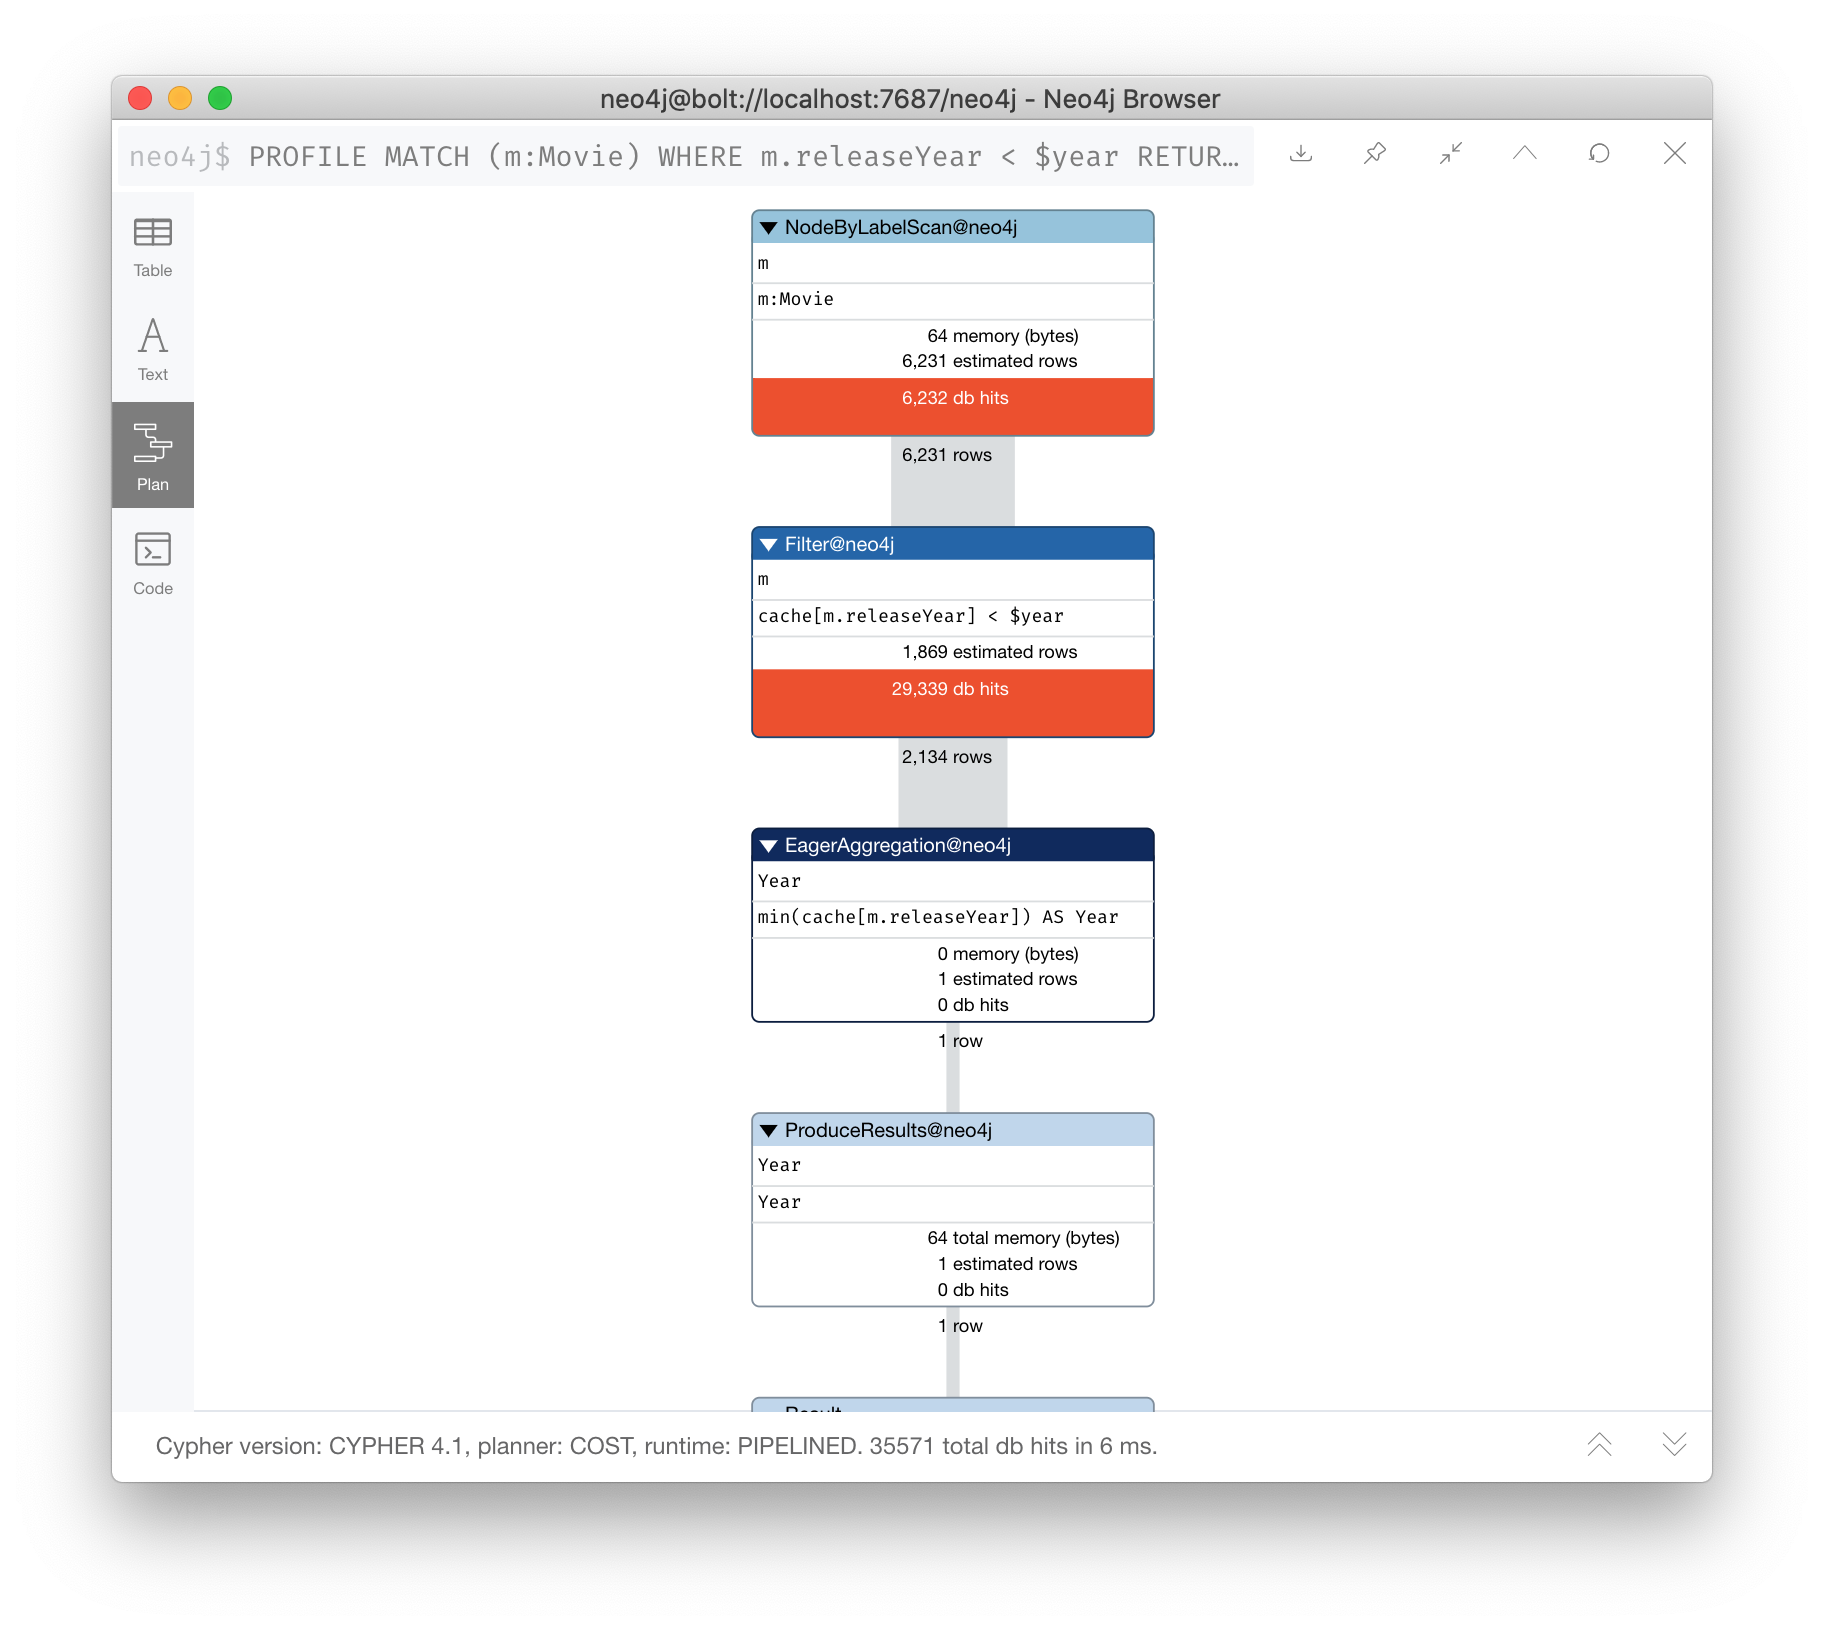 neo4j@bolt://localhost:7687/neo4j - Neo4j Browser
neo4j$ PROFILE MATCH (m:Movie) WHERE m.releaseYear < $year RETUR…
Table
Text
Plan
Code
NodeByLabelScan@neo4j
m
m:Movie
64 memory (bytes)
6,231 estimated rows
6,232 db hits
6,231 rows
Filter@neo4j
m
cache[m.releaseYear] < $year
1,869 estimated rows
29,339 db hits
2,134 rows
EagerAggregation@neo4j
Year
min(cache[m.releaseYear]) AS Year
0 memory (bytes)
1 estimated rows
0 db hits
1 row
ProduceResults@neo4j
Year
Year
64 total memory (bytes)
1 estimated rows
0 db hits
1 row
Result
Cypher version: CYPHER 4.1, planner: COST, runtime: PIPELINED. 35571 total db hits in 6 ms.